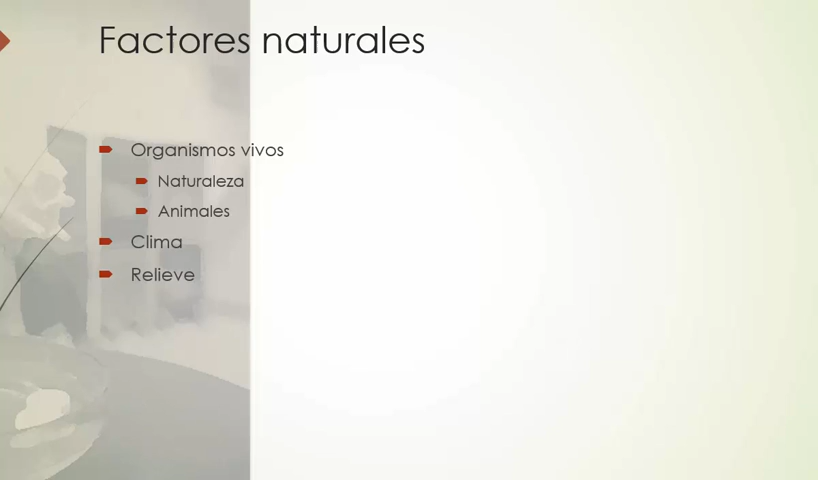 Factores naturales
Organismos vivos
Naturaleza
Animales
Clima
Relieve